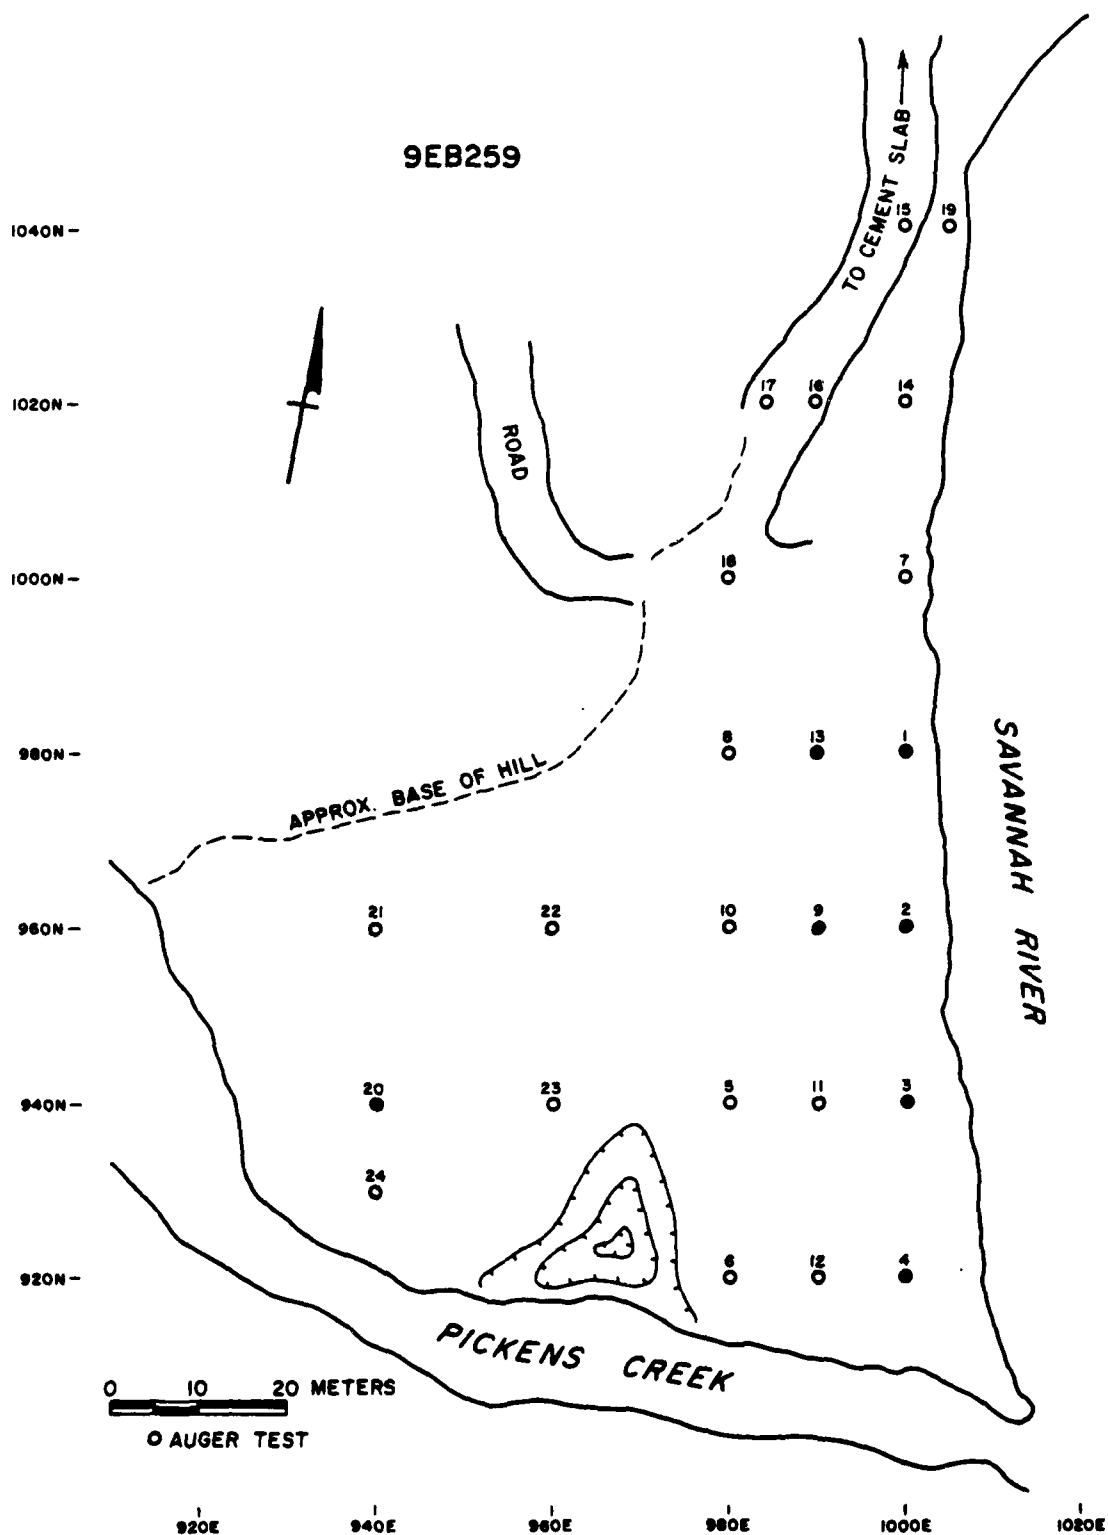 9EB259
TO CEMENT SLAB
15
19
1040N
17
16
14
1020N
ROAD
18
7
1000N
8
13
1
980N
APPROX. BASE OF HILL
SAVANNAH RIVER
21
22
10
9
2
960N
20
23
5
11
3
940N
24
6
12
4
920N
PICKENS CREEK
0 10 20 METERS
O AUGER TEST
920E 940E 960E 980E 1000E 1020E